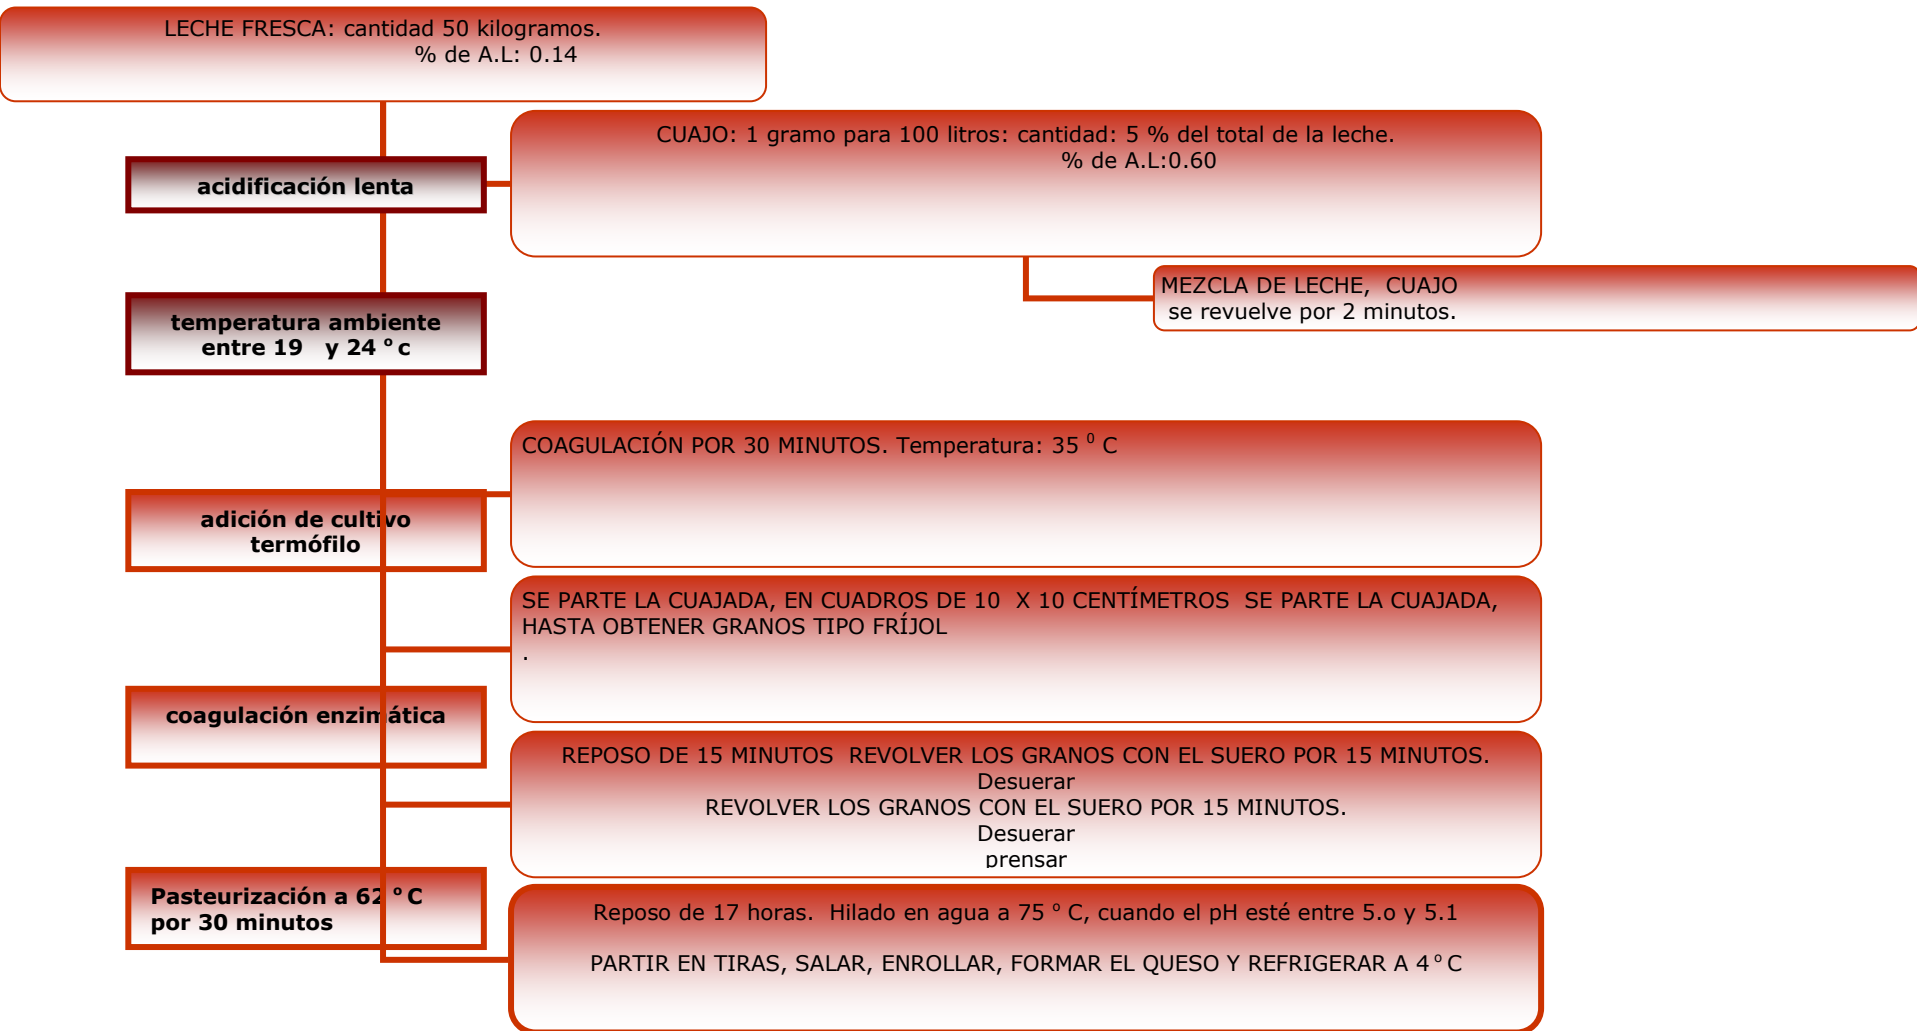 LECHE FRESCA: cantidad 50 kilogramos.
% de A.L: 0.14
CUAJO: 1 gramo para 100 litros: cantidad: 5 % del total de la leche.
% de A.L:0.60
acidificación lenta
MEZCLA DE LECHE, CUAJO
se revuelve por 2 minutos.
temperatura ambiente
entre 19 y 24 º c
COAGULACIÓN POR 30 MINUTOS. Temperatura: 35 ⁰ C
adición de cultivo
termófilo
SE PARTE LA CUAJADA, EN CUADROS DE 10 X 10 CENTÍMETROS SE PARTE LA CUAJADA,
HASTA OBTENER GRANOS TIPO FRÍJOL
.
coagulación enzimática
REPOSO DE 15 MINUTOS REVOLVER LOS GRANOS CON EL SUERO POR 15 MINUTOS.
Desuerar
REVOLVER LOS GRANOS CON EL SUERO POR 15 MINUTOS.
Desuerar
prensar
Pasteurización a 62 º C
por 30 minutos
Reposo de 17 horas. Hilado en agua a 75 º C, cuando el pH esté entre 5.o y 5.1
PARTIR EN TIRAS, SALAR, ENROLLAR, FORMAR EL QUESO Y REFRIGERAR A 4 º C